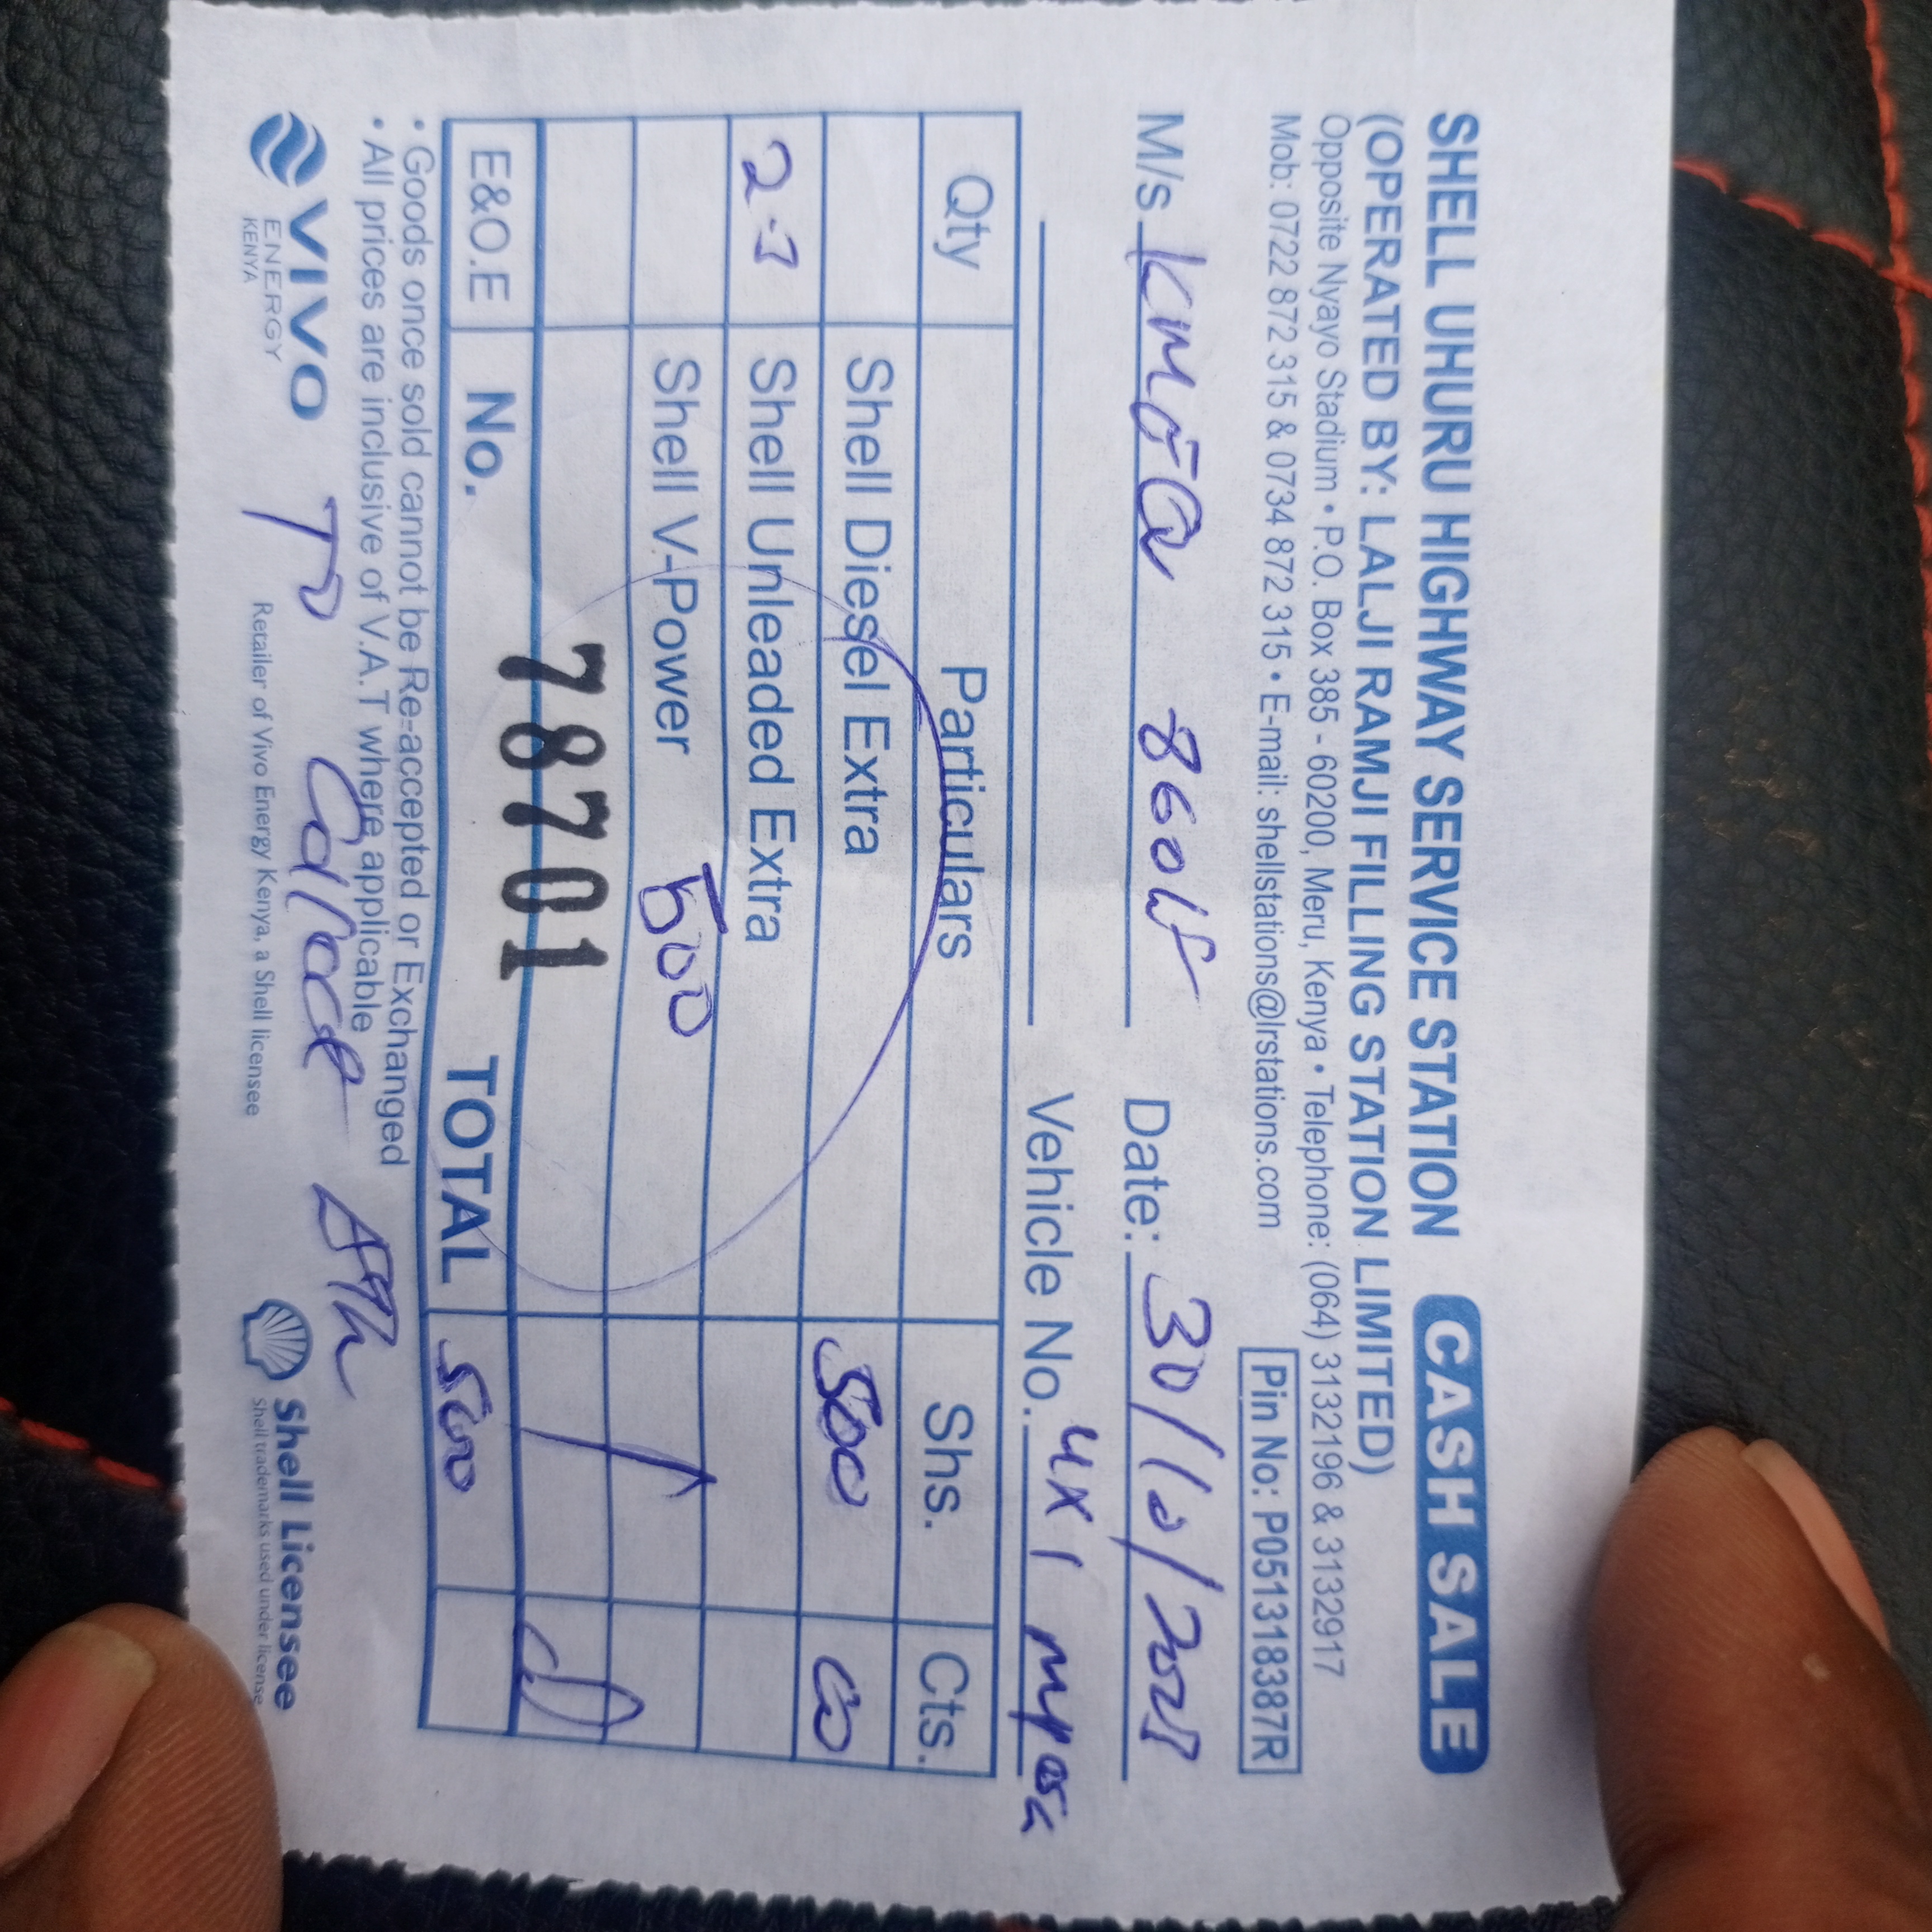 SHELL UHURU HIGHWAY SERVICE STATION CASH SALE
(OPERATED BY: LALJI RAMJI FILLING STATION LIMITED)
Opposite Nyayo Stadium • P.O. Box 385 - 60200, Meru, Kenya • Telephone: (064) 3132196 & 3132917
Mob: 0722 872 315 & 0734 872 315 • E-mail: shellstations@lrstations.com Pin No: P051318387R
M/s Date: 30/10/2025
Vehicle No. mpesa
Qty Particulars Shs. Cts.
Shell Diesel Extra 500 00
2.7 Shell Unleaded Extra
Shell V-Power 500
E&O.E No. 78701 TOTAL 500
• Goods once sold cannot be Re-accepted or Exchanged
• All prices are inclusive of V.A.T where applicable
VIVO
ENERGY
KENYA
Retailer of Vivo Energy Kenya, a Shell licensee
Shell Licensee
Shell trademarks used under license